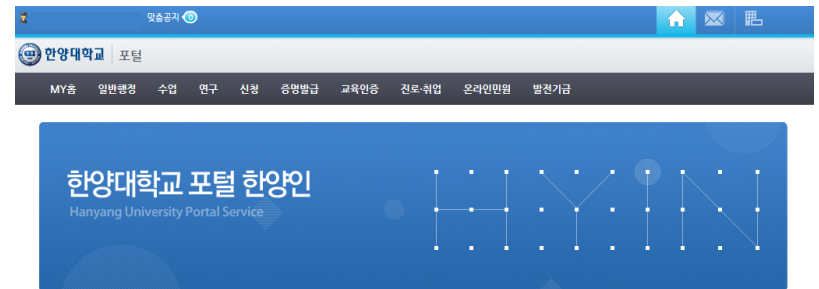 맞춤공지 0
한양대학교 포털
MY홈 일반행정 수업 연구 신청 증명발급 교육인증 진로·취업 온라인민원 발전기금
한양대학교 포털 한양인
Hanyang University Portal Service
HYIN